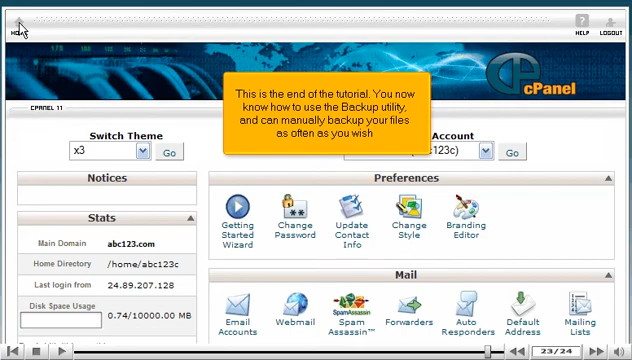 HOME
HELP
LOGOUT
cPanel
This is the end of the tutorial. You now
know how to use the Backup utility,
and can manually backup your files
as often as you wish
CPANEL 11
Switch Theme
Account
x3
Go
c123c)
Go
Notices
Preferences
Getting
Started
Wizard
Change
Password
Update
Contact
Info
Change
Style
Branding
Editor
Stats
Main Domain
abc123.com
Home Directory
/home/abc123c
Last login from
24.89.207.128
Disk Space Usage
0.74/10000.00 MB
Mail
SpamAssassin
Email
Accounts
Webmail
Spam
Assassin™
Forwarders
Auto
Responders
Default
Address
Mailing
Lists
23/24